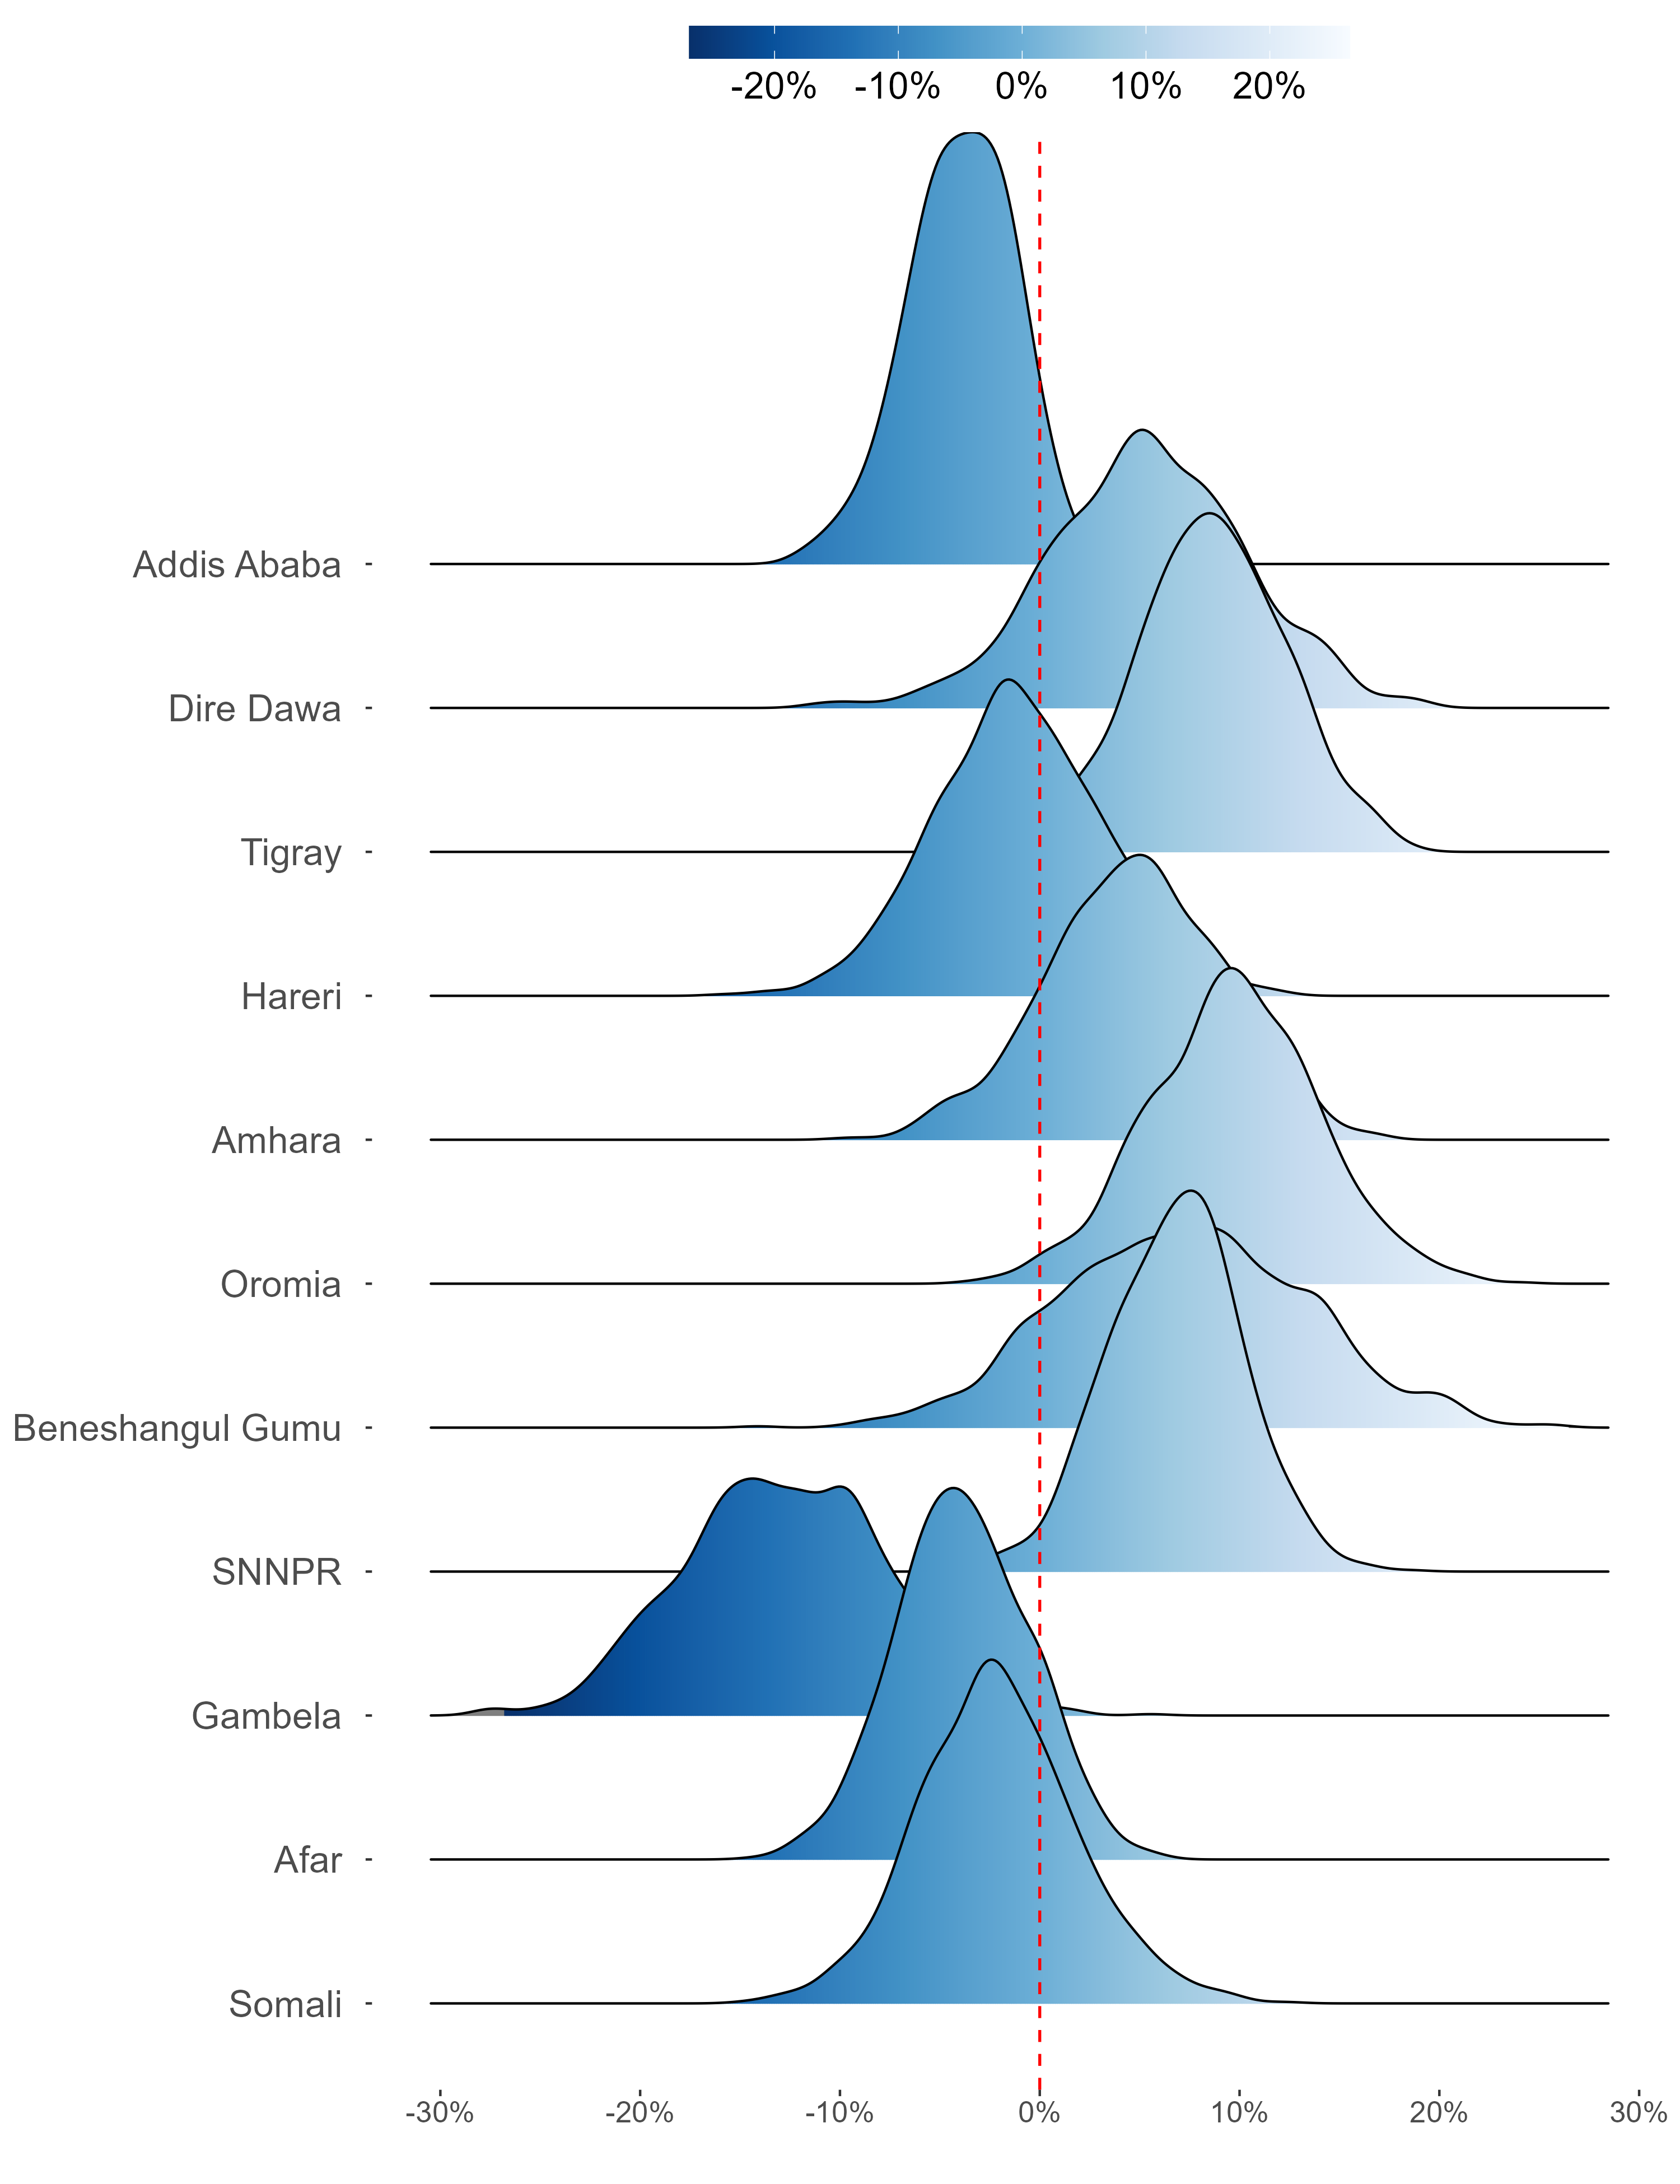 -20% -10% 0% 10% 20%
Addis Ababa
Dire Dawa
Tigray
Hareri
Amhara
Oromia
Beneshangul Gumu
SNNPR
Gambela
Afar
Somali
-30% -20% -10% 0% 10% 20% 30%